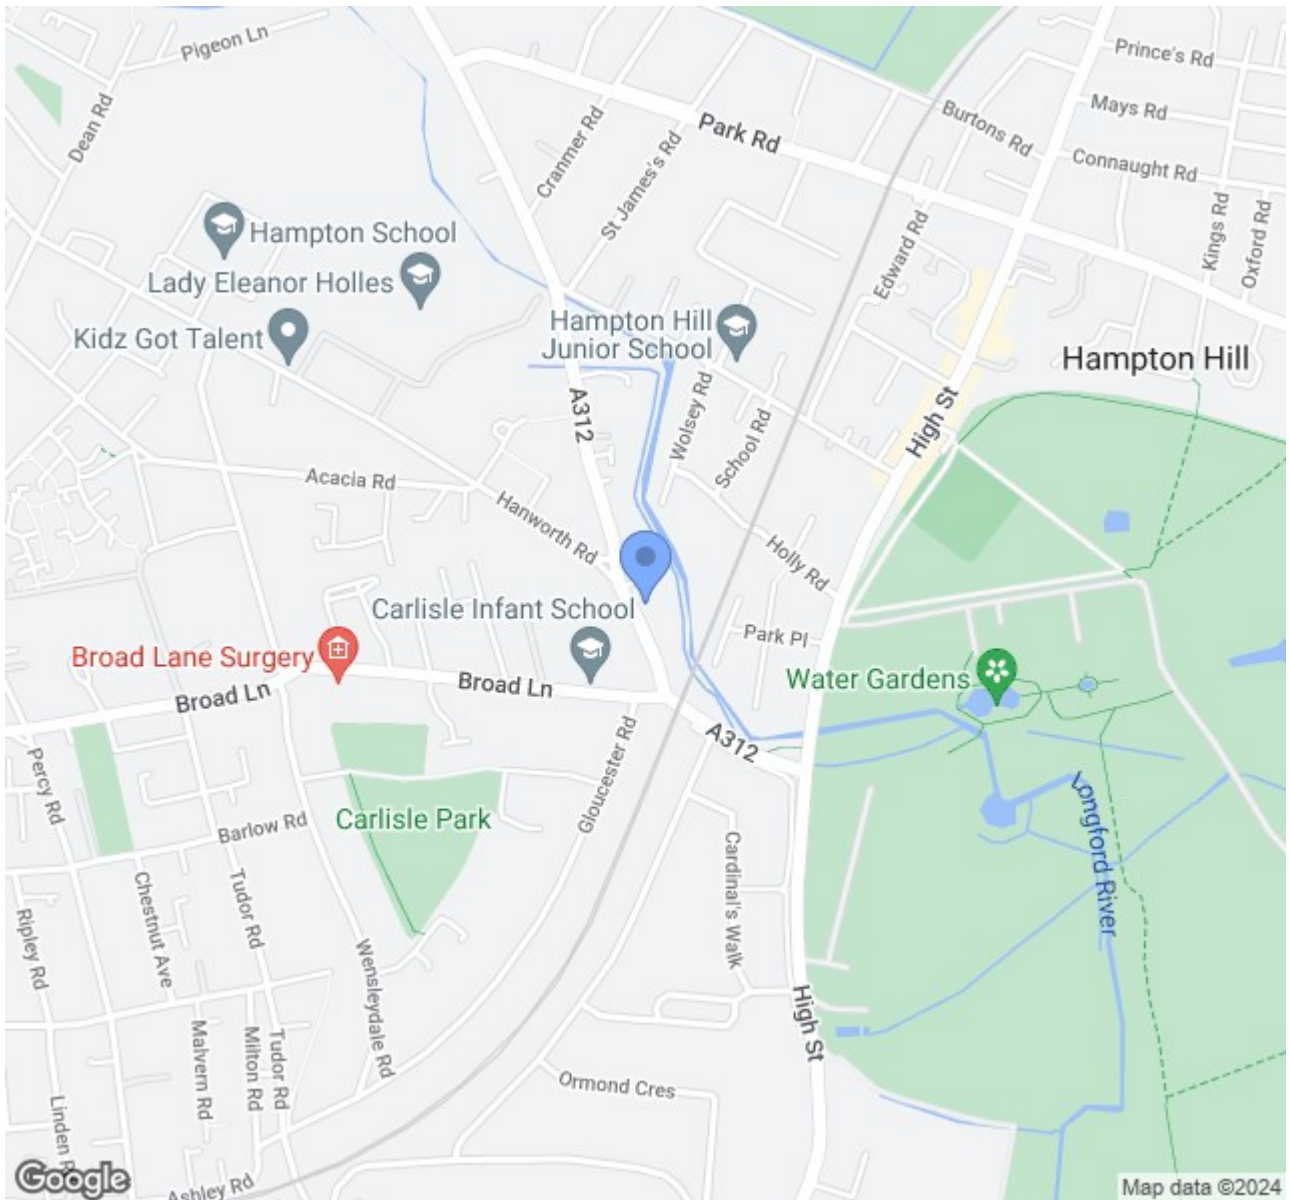 Pigeon Ln
Prince's Rd
Dean Rd
Mays Rd
Burtons Rd
Park Rd
Cranmer Rd
St James's Rd
Connaught Rd
Kings Rd
Oxford Rd
Hampton School
Edward Rd
Lady Eleanor Holles
Kidz Got Talent
Hampton Hill
Junior School
Hampton Hill
A312
Wolsey Rd
School Rd
High St
Acacia Rd
Hanworth Rd
Holly Rd
Carlisle Infant School
Park Pl
Broad Lane Surgery
Broad Ln
Broad Ln
Water Gardens
A312
Percy Rd
Gloucester Rd
Longford River
Carlisle Park
Barlow Rd
Cardinal's Walk
Chestnut Ave
Tudor Rd
Ripley Rd
Wensleydale Rd
High St
Malvern Rd
Milton Rd
Tudor Rd
Ormond Cres
Linden R
Ashley Rd
Google
Map data ©2024